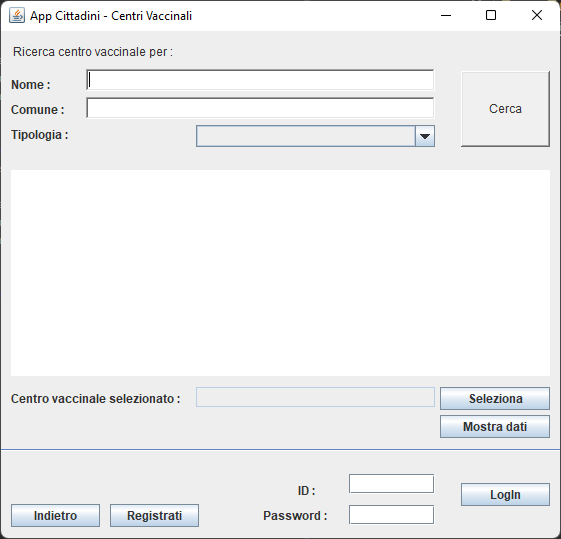 App Cittadini - Centri Vaccinali
Ricerca centro vaccinale per :
Nome :
Cerca
Comune :
Tipologia :
Centro vaccinale selezionato :
Seleziona
Mostra dati
ID :
LogIn
Indietro
Registrati
Password :